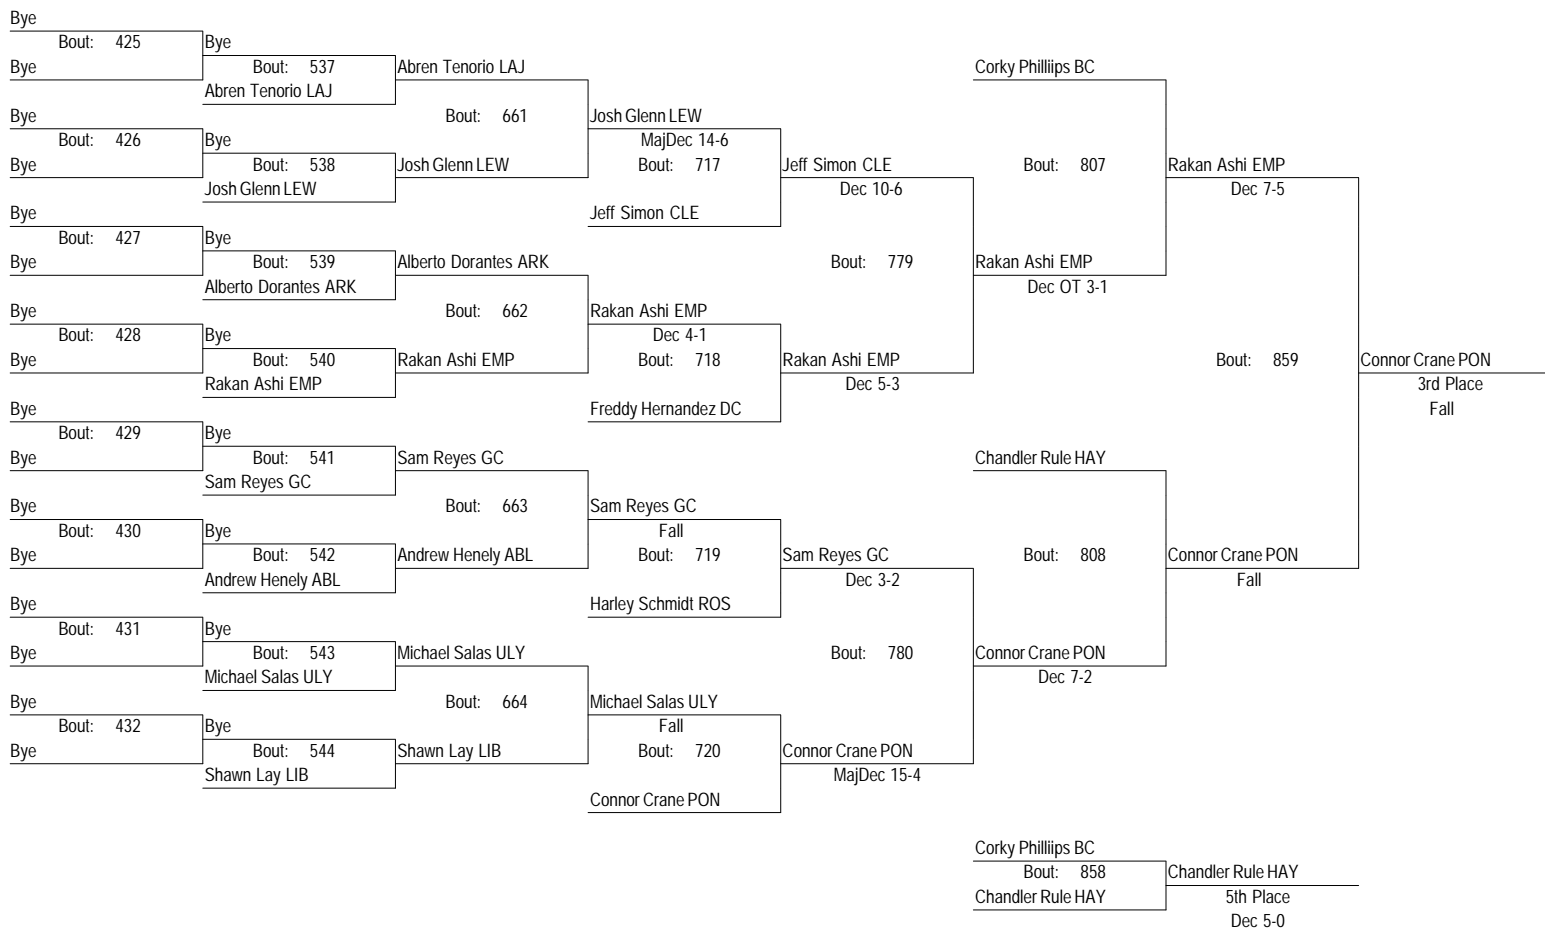 Bye
Bout: 425 Bye
Bye Bout: 537 Abren Tenorio LAJ Corky Philliips BC
Abren Tenorio LAJ
Bye Bout: 661 Josh Glenn LEW
Bout: 426 Bye MajDec 14-6
Bye Bout: 538 Josh Glenn LEW Bout: 717 Jeff Simon CLE Bout: 807 Rakan Ashi EMP
Josh Glenn LEW Dec 10-6 Dec 7-5
Bye Jeff Simon CLE
Bout: 427 Bye
Bye Bout: 539 Alberto Dorantes ARK Bout: 779 Rakan Ashi EMP
Alberto Dorantes ARK Dec OT 3-1
Bye Bout: 662 Rakan Ashi EMP
Bout: 428 Bye Dec 4-1
Bye Bout: 540 Rakan Ashi EMP Bout: 718 Rakan Ashi EMP Bout: 859 Connor Crane PON
Rakan Ashi EMP Dec 5-3 3rd Place
Bye Freddy Hernandez DC Fall
Bout: 429 Bye
Bye Bout: 541 Sam Reyes GC Chandler Rule HAY
Sam Reyes GC
Bye Bout: 663 Sam Reyes GC
Bout: 430 Bye Fall
Bye Bout: 542 Andrew Henely ABL Bout: 719 Sam Reyes GC Bout: 808 Connor Crane PON
Andrew Henely ABL Dec 3-2 Fall
Bye Harley Schmidt ROS
Bout: 431 Bye
Bye Bout: 543 Michael Salas ULY Bout: 780 Connor Crane PON
Michael Salas ULY Dec 7-2
Bye Bout: 664 Michael Salas ULY
Bout: 432 Bye Fall
Bye Bout: 544 Shawn Lay LIB Bout: 720 Connor Crane PON
Shawn Lay LIB MajDec 15-4
Connor Crane PON
Corky Philliips BC
Bout: 858 Chandler Rule HAY
Chandler Rule HAY 5th Place
Dec 5-0